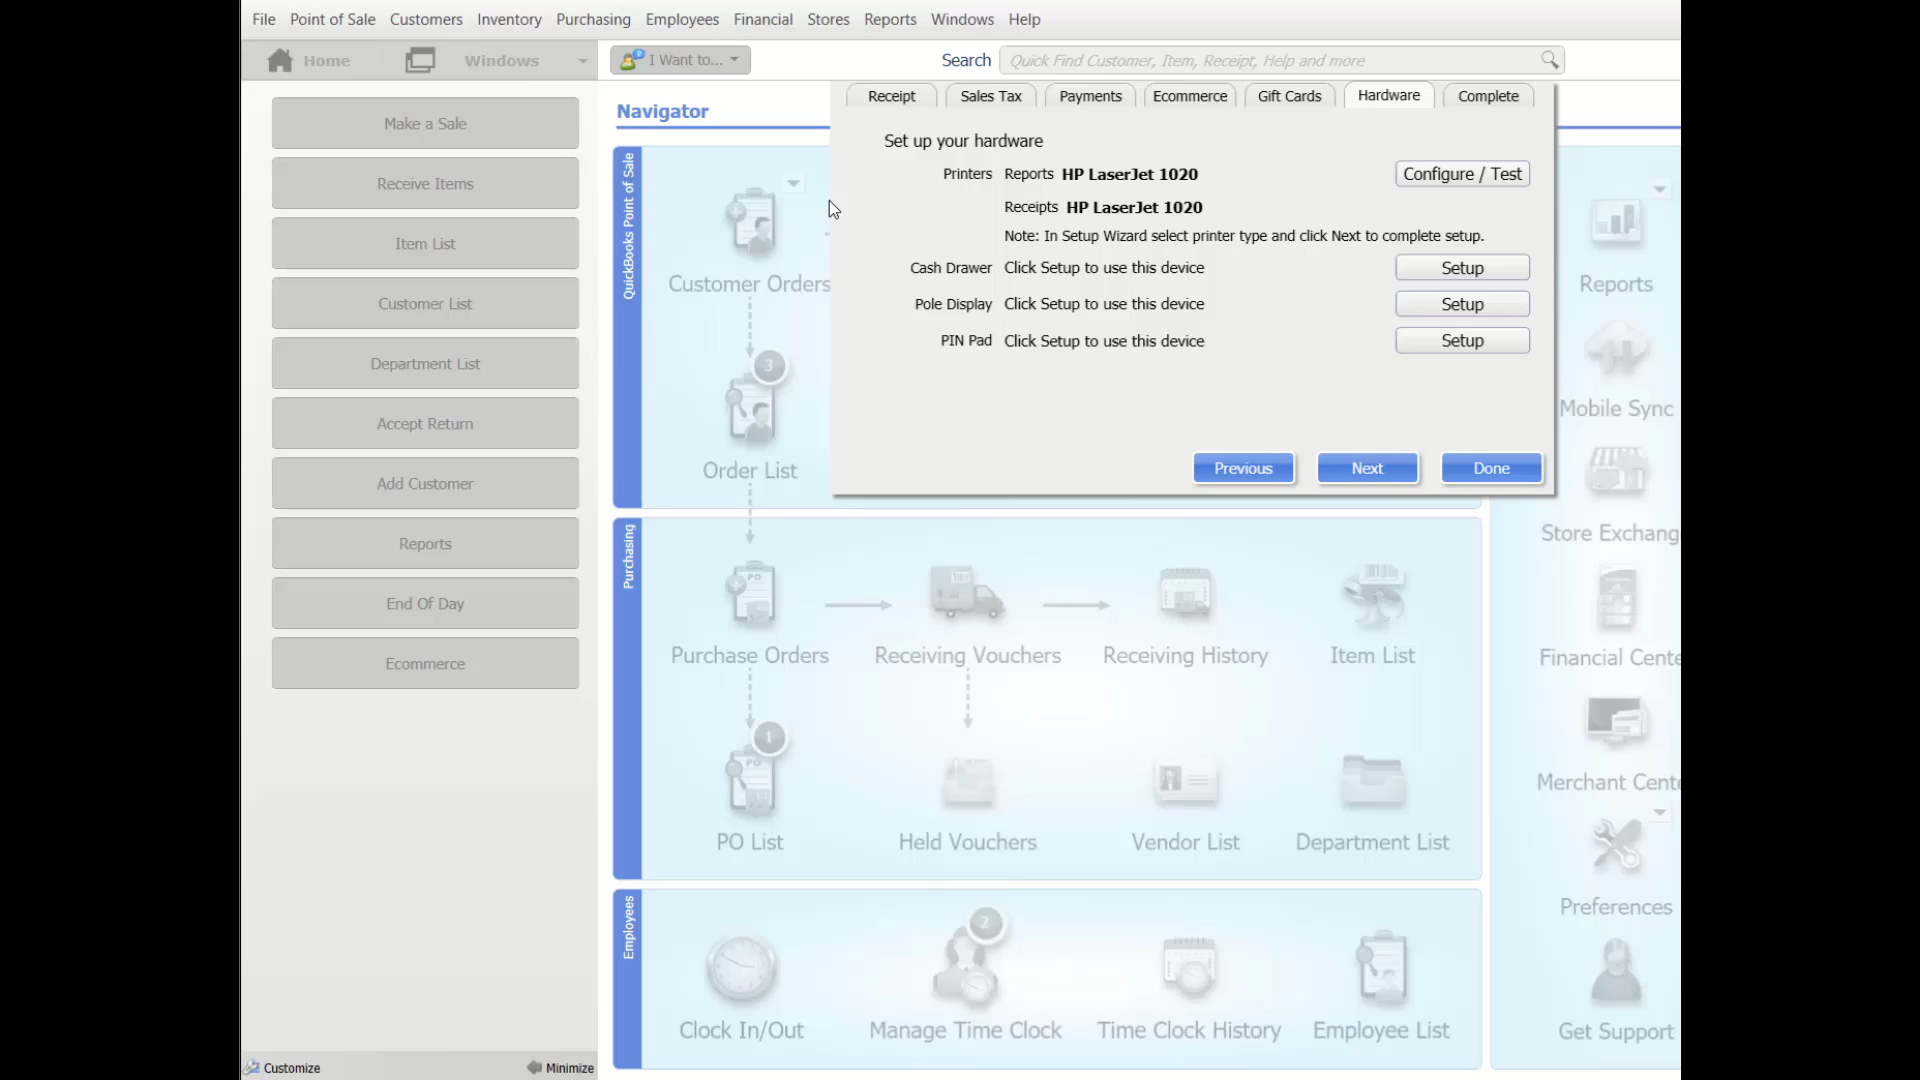 File Point of Sale Customers Inventory Purchasing Employees Financial Stores Reports Windows Help
Home Windows I Want to... Search Quick Find Customer, Item, Receipt, Help and more
Make a Sale
Receive Items
Item List
Customer List
Department List
Accept Return
Add Customer
Reports
End Of Day
Ecommerce
Customize Minimize
Navigator
Receipt Sales Tax Payments Ecommerce Gift Cards Hardware Complete
Set up your hardware
Printers Reports HP LaserJet 1020 Configure / Test
Receipts HP LaserJet 1020
Note: In Setup Wizard select printer type and click Next to complete setup.
Cash Drawer Click Setup to use this device Setup
Pole Display Click Setup to use this device Setup
PIN Pad Click Setup to use this device Setup
Previous Next Done
QuickBooks Point of Sale
Customer Orders
3
Order List
Purchasing
PO
Purchase Orders Receiving Vouchers Receiving History Item List
1
PO
PO List Held Vouchers Vendor List Department List
Employees
2
Clock In/Out Manage Time Clock Time Clock History Employee List
Reports
Mobile Sync
Store Exchang
Financial Cente
Merchant Cente
Preferences
Get Support